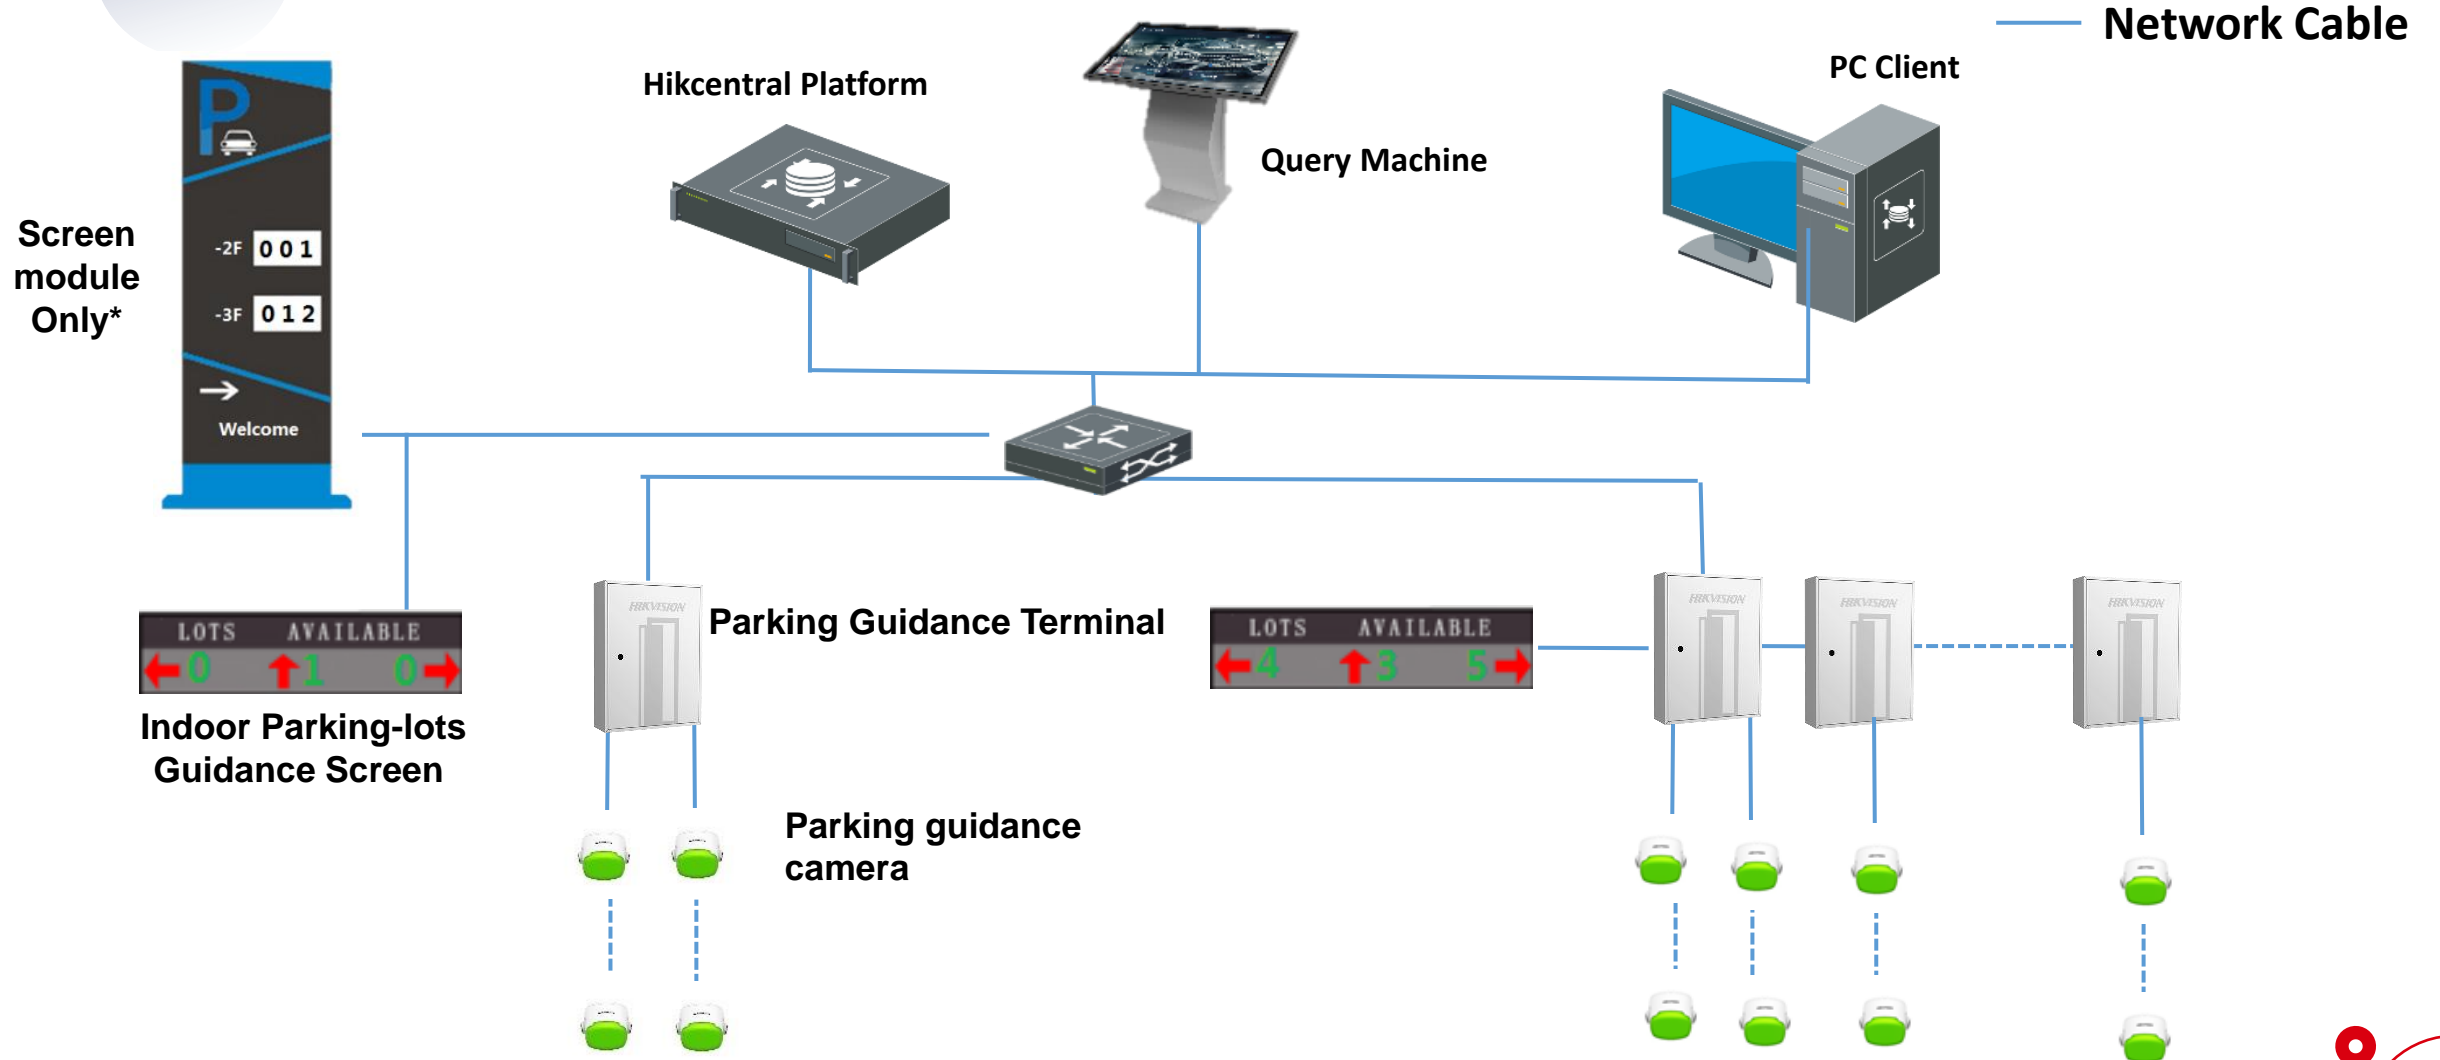 Network Cable
PC Client
Hikcentral Platform
Query Machine
P
Screen
module
Only*
-2F 001
-3F 012
Welcome
LOTS AVAILABLE
0 1 0
Indoor Parking-lots
Guidance Screen
HIKVISION
Parking Guidance Terminal
LOTS AVAILABLE
4 3 5
HIKVISION
HIKVISION
HIKVISION
Parking guidance
camera